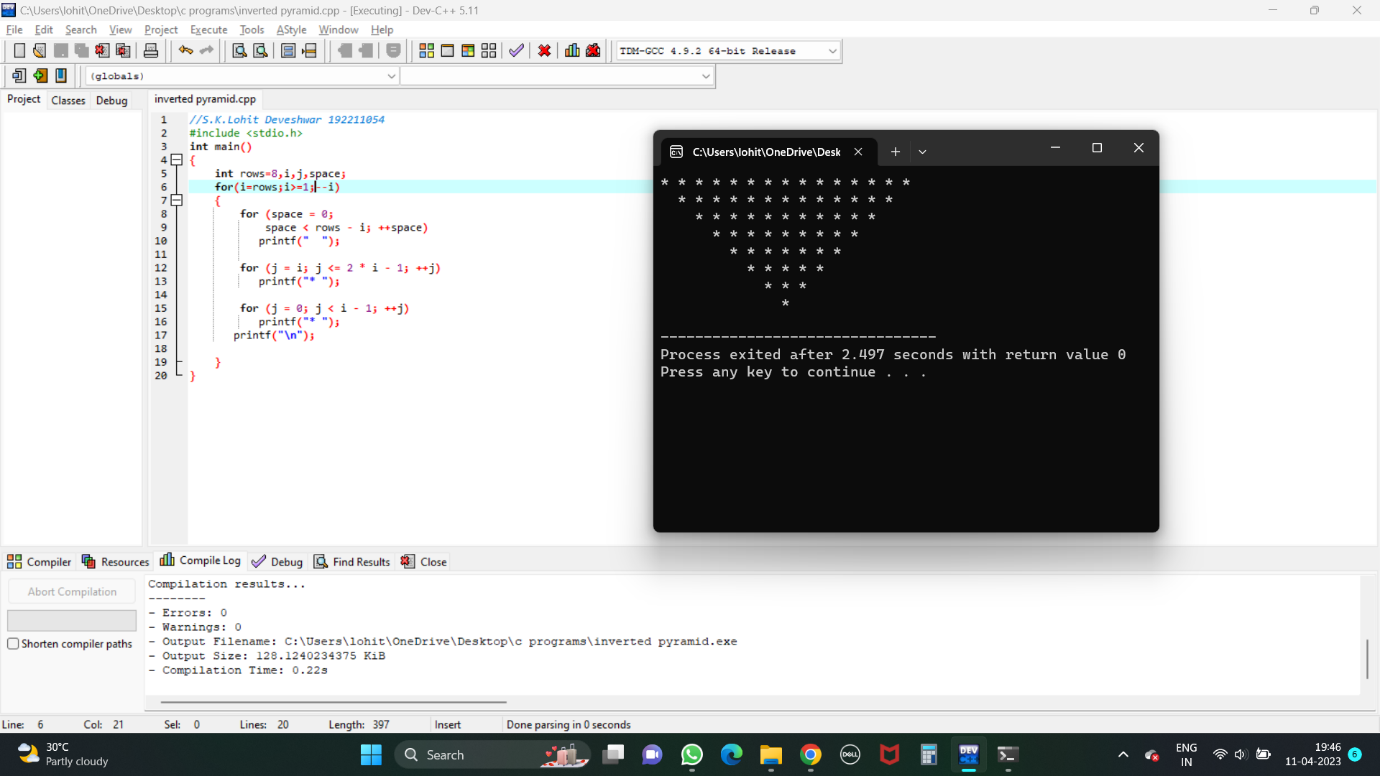 C:\Users\lohit\OneDrive\Desktop\c programs\inverted pyramid.cpp - [Executing] - Dev-C++ 5.11
File Edit Search View Project Execute Tools AStyle Window Help
TDM-GCC 4.9.2 64-bit Release
(globals)
Project Classes Debug
inverted pyramid.cpp
1 //S.K.Lohit Deveshwar 192211054
2 #include <stdio.h>
3 int main()
4 {
5 int rows=8,i,j,space;
6 for(i=rows;i>=1;--i)
7 {
8 for (space = 0;
9 space < rows - i; ++space)
10 printf("  ");
11
12 for (j = i; j <= 2 * i - 1; ++j)
13 printf("* ");
14
15 for (j = 0; j < i - 1; ++j)
16 printf("* ");
17 printf("\n");
18
19 }
20 }
C:\Users\lohit\OneDrive\Desk
* * * * * * * * * * * * * * *
* * * * * * * * * * * * *
* * * * * * * * * * *
* * * * * * * * *
* * * * * * *
* * * * *
* * *
*
--------------------------------
Process exited after 2.497 seconds with return value 0
Press any key to continue . . .
Compiler Resources Compile Log Debug Find Results Close
Abort Compilation
Shorten compiler paths
Compilation results...
--------
- Errors: 0
- Warnings: 0
- Output Filename: C:\Users\lohit\OneDrive\Desktop\c programs\inverted pyramid.exe
- Output Size: 128.1240234375 KiB
- Compilation Time: 0.22s
Line: 6 Col: 21 Sel: 0 Lines: 20 Length: 397 Insert Done parsing in 0 seconds
30°C
Partly cloudy
Search
DELL
DEV
ENG
IN
19:46
11-04-2023
6